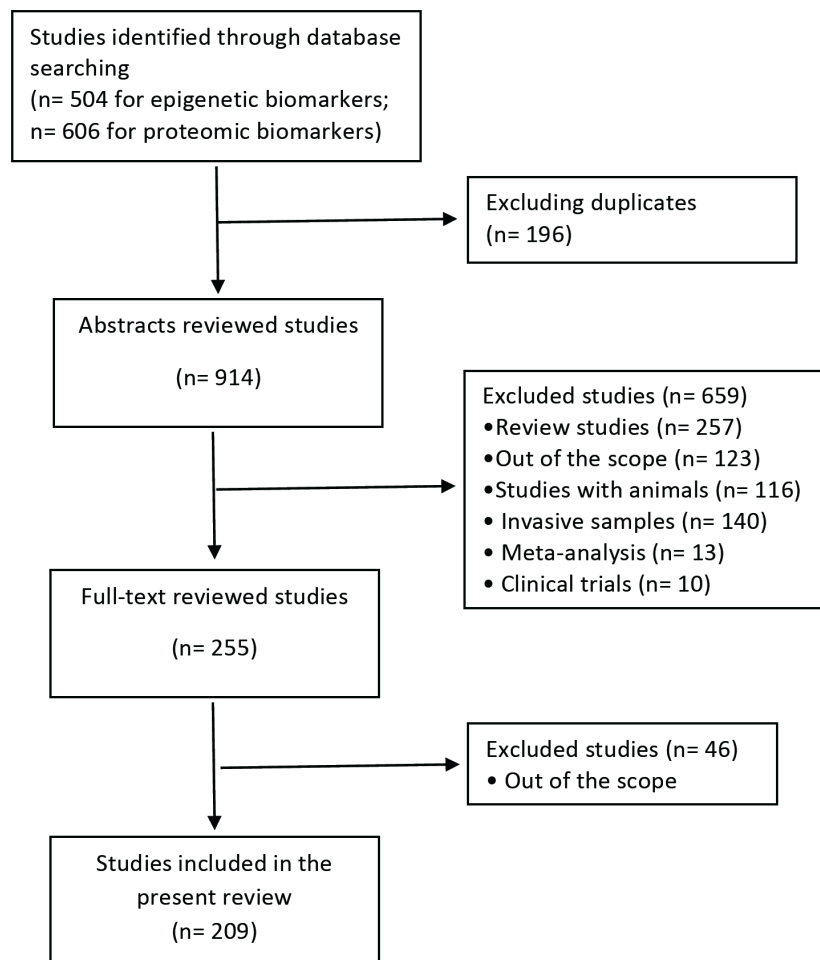 Studies identified through database
searching
(n= 504 for epigenetic biomarkers;
n= 606 for proteomic biomarkers)
Excluding duplicates
(n= 196)
Abstracts reviewed studies
(n= 914)
Excluded studies (n= 659)
•Review studies (n= 257)
•Out of the scope (n= 123)
•Studies with animals (n= 116)
• Invasive samples (n= 140)
• Meta-analysis (n= 13)
• Clinical trials (n= 10)
Full-text reviewed studies
(n= 255)
Excluded studies (n= 46)
• Out of the scope
Studies included in the
present review
(n= 209)